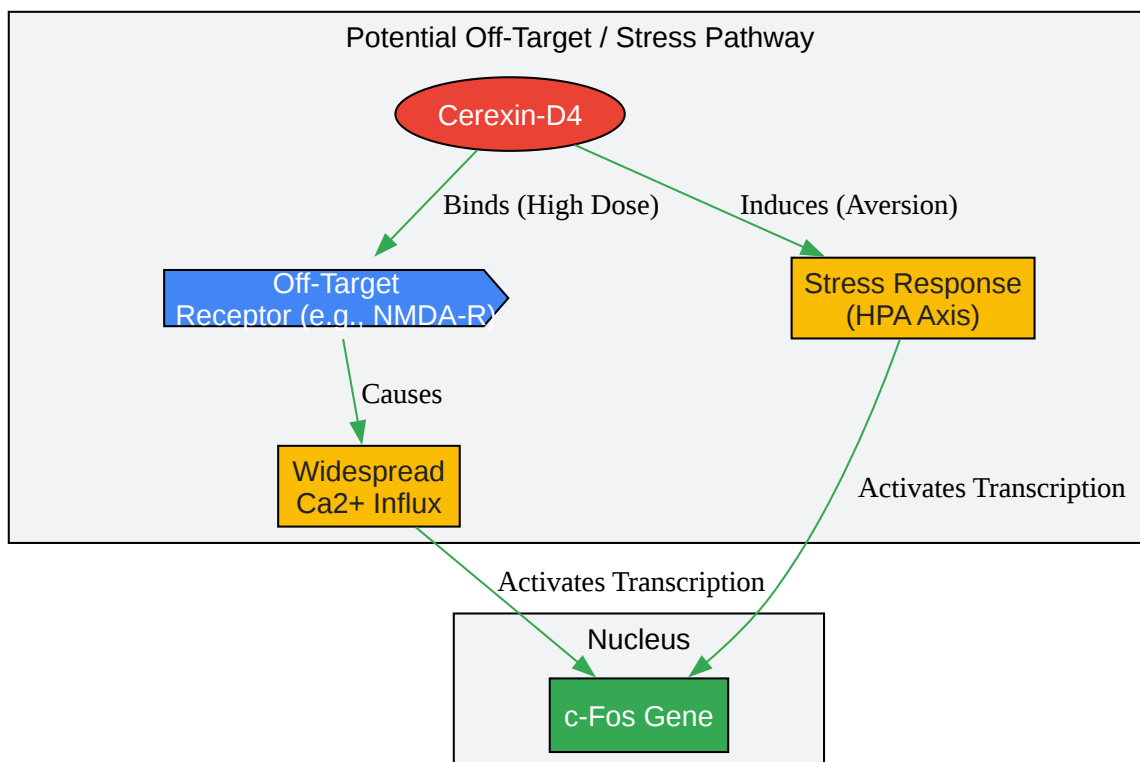 Potential Off-Target / Stress Pathway
Cerexin-D4
Binds (High Dose)
Induces (Aversion)
Off-Target
Receptor (e.g., NMDA-R)
Stress Response
(HPA Axis)
Causes
Widespread
Ca2+ Influx
Activates Transcription
Activates Transcription
Nucleus
c-Fos Gene